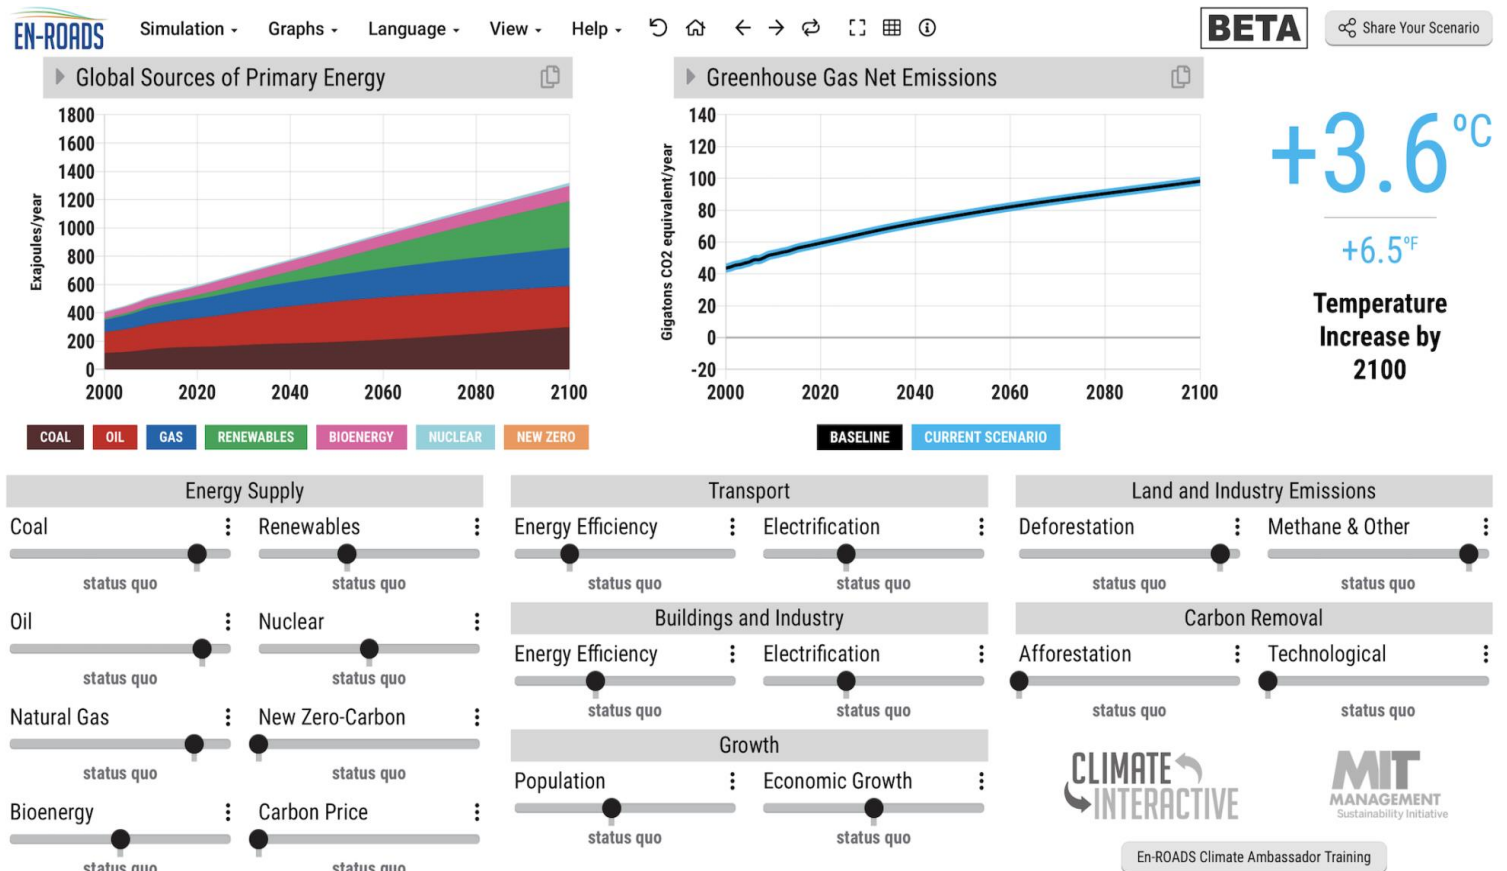 EN-ROADS
Simulation
Graphs
Language
View
Help
BETA
Share Your Scenario
Global Sources of Primary Energy
Exajoules/year
1800
1600
1400
1200
1000
800
600
400
200
0
2000 2020 2040 2060 2080 2100
COAL OIL GAS RENEWABLES BIOENERGY NUCLEAR NEW ZERO
Greenhouse Gas Net Emissions
Gigatons CO2 equivalent/year
140
120
100
80
60
40
20
0
-20
2000 2020 2040 2060 2080 2100
BASELINE CURRENT SCENARIO
+3.6°C
+6.5°F
Temperature
Increase by
2100
Energy Supply
Coal
status quo
Renewables
status quo
Oil
status quo
Nuclear
status quo
Natural Gas
status quo
New Zero-Carbon
status quo
Bioenergy
status quo
Carbon Price
status quo
Transport
Energy Efficiency
status quo
Electrification
status quo
Buildings and Industry
Energy Efficiency
status quo
Electrification
status quo
Growth
Population
status quo
Economic Growth
status quo
Land and Industry Emissions
Deforestation
status quo
Methane & Other
status quo
Carbon Removal
Afforestation
status quo
Technological
status quo
CLIMATE
INTERACTIVE
MIT
MANAGEMENT
Sustainability Initiative
En-ROADS Climate Ambassador Training